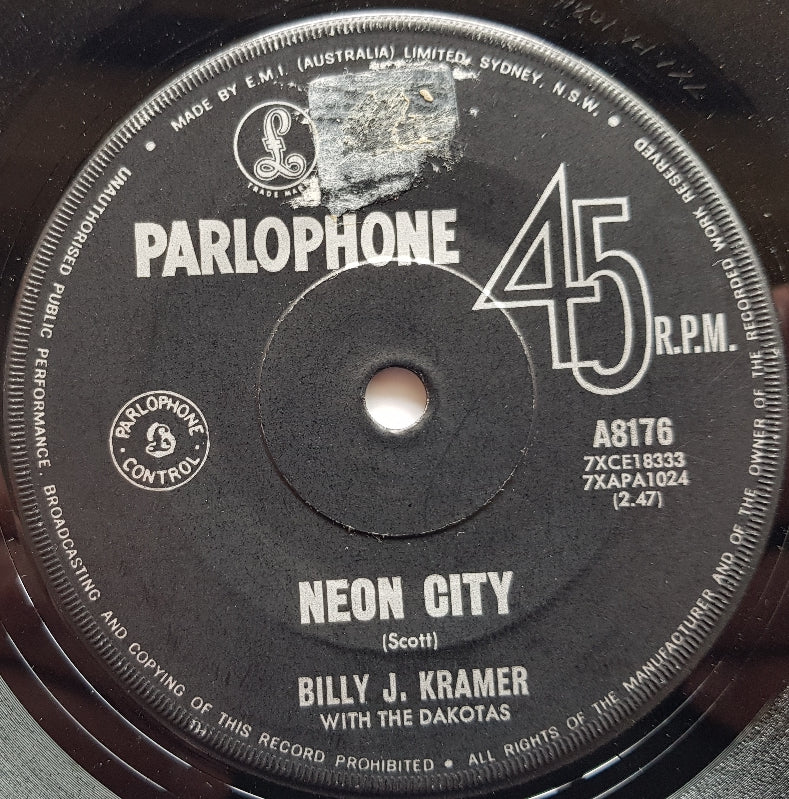 MADE BY E.M.I. (AUSTRALIA) LIMITED, SYDNEY, N.S.W.
£
TRADE MARK
PARLOPHONE
45
R.P.M.
PARLOPHONE
£
CONTROL
A8176
7XCE18333
7XAPA1024
(2.47)
NEON CITY
(Scott)
BILLY J. KRAMER
WITH THE DAKOTAS
UNAUTHORISED PUBLIC PERFORMANCE, BROADCASTING AND COPYING OF THIS RECORD PROHIBITED • ALL RIGHTS OF THE MANUFACTURER AND OF THE OWNER OF THE RECORDED WORK RESERVED